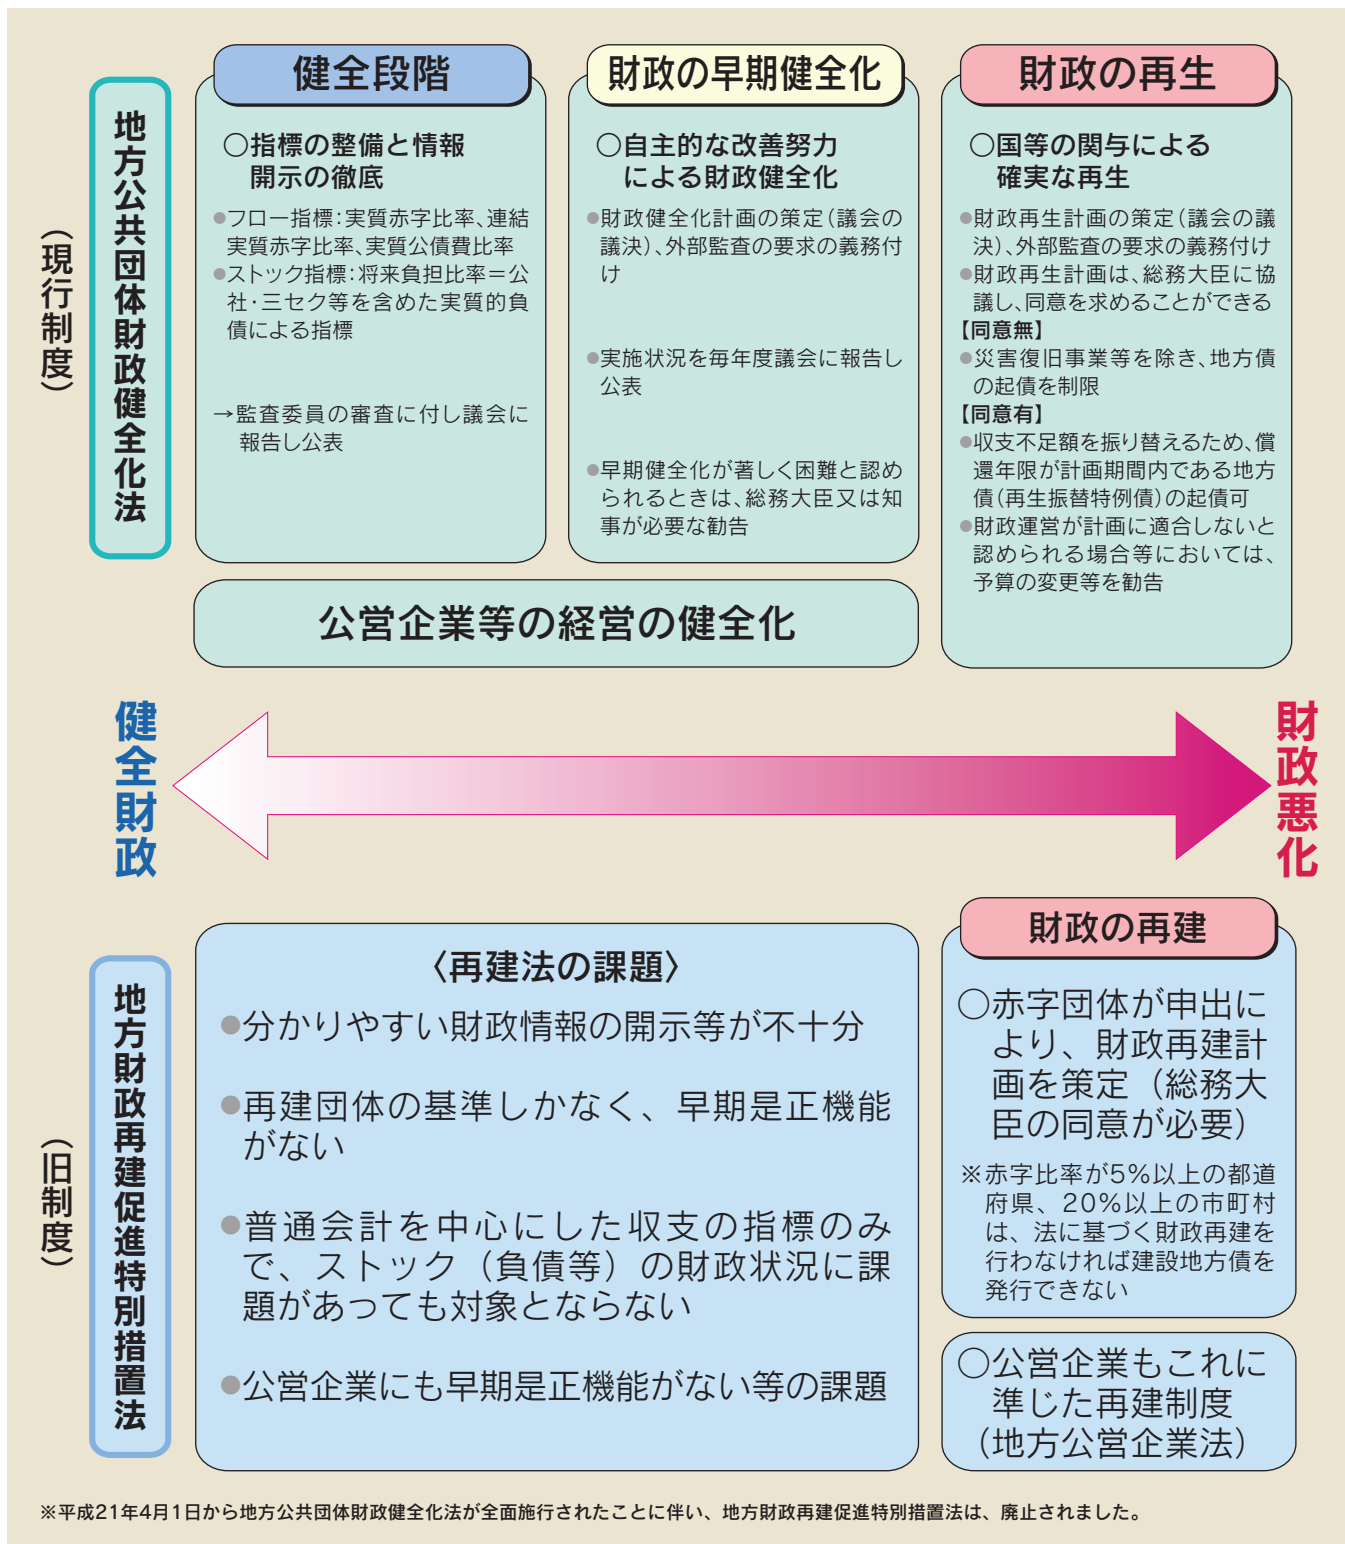 地方公共団体財政健全化法
（現行制度）
健全段階
○指標の整備と情報
開示の徹底
●フロー指標：実質赤字比率、連結
実質赤字比率、実質公債費比率
●ストック指標：将来負担比率＝公
社・三セク等を含めた実質的負
債による指標
→監査委員の審査に付し議会に
報告し公表
財政の早期健全化
○自主的な改善努力
による財政健全化
●財政健全化計画の策定（議会の
議決）、外部監査の要求の義務付
け
●実施状況を毎年度議会に報告し
公表
●早期健全化が著しく困難と認め
られるときは、総務大臣又は知
事が必要な勧告
財政の再生
○国等の関与による
確実な再生
●財政再生計画の策定（議会の議
決）、外部監査の要求の義務付け
●財政再生計画は、総務大臣に協
議し、同意を求めることができる
【同意無】
●災害復旧事業等を除き、地方債
の起債を制限
【同意有】
●収支不足額を振り替えるため、償
還年限が計画期間内である地方
債（再生振替特例債）の起債可
●財政運営が計画に適合しないと
認められる場合等においては、
予算の変更等を勧告
公営企業等の経営の健全化
健全財政
財政悪化
地方財政再建促進特別措置法
（旧制度）
〈再建法の課題〉
●分かりやすい財政情報の開示等が不十分
●再建団体の基準しかなく、早期是正機能
がない
●普通会計を中心にした収支の指標のみ
で、ストック（負債等）の財政状況に課
題があっても対象とならない
●公営企業にも早期是正機能がない等の課題
財政の再建
○赤字団体が申出に
より、財政再建計
画を策定（総務大
臣の同意が必要）
※赤字比率が5％以上の都道
府県、20％以上の市町村
は、法に基づく財政再建を
行わなければ建設地方債を
発行できない
○公営企業もこれに
準じた再建制度
（地方公営企業法）
※平成21年4月1日から地方公共団体財政健全化法が全面施行されたことに伴い、地方財政再建促進特別措置法は、廃止されました。